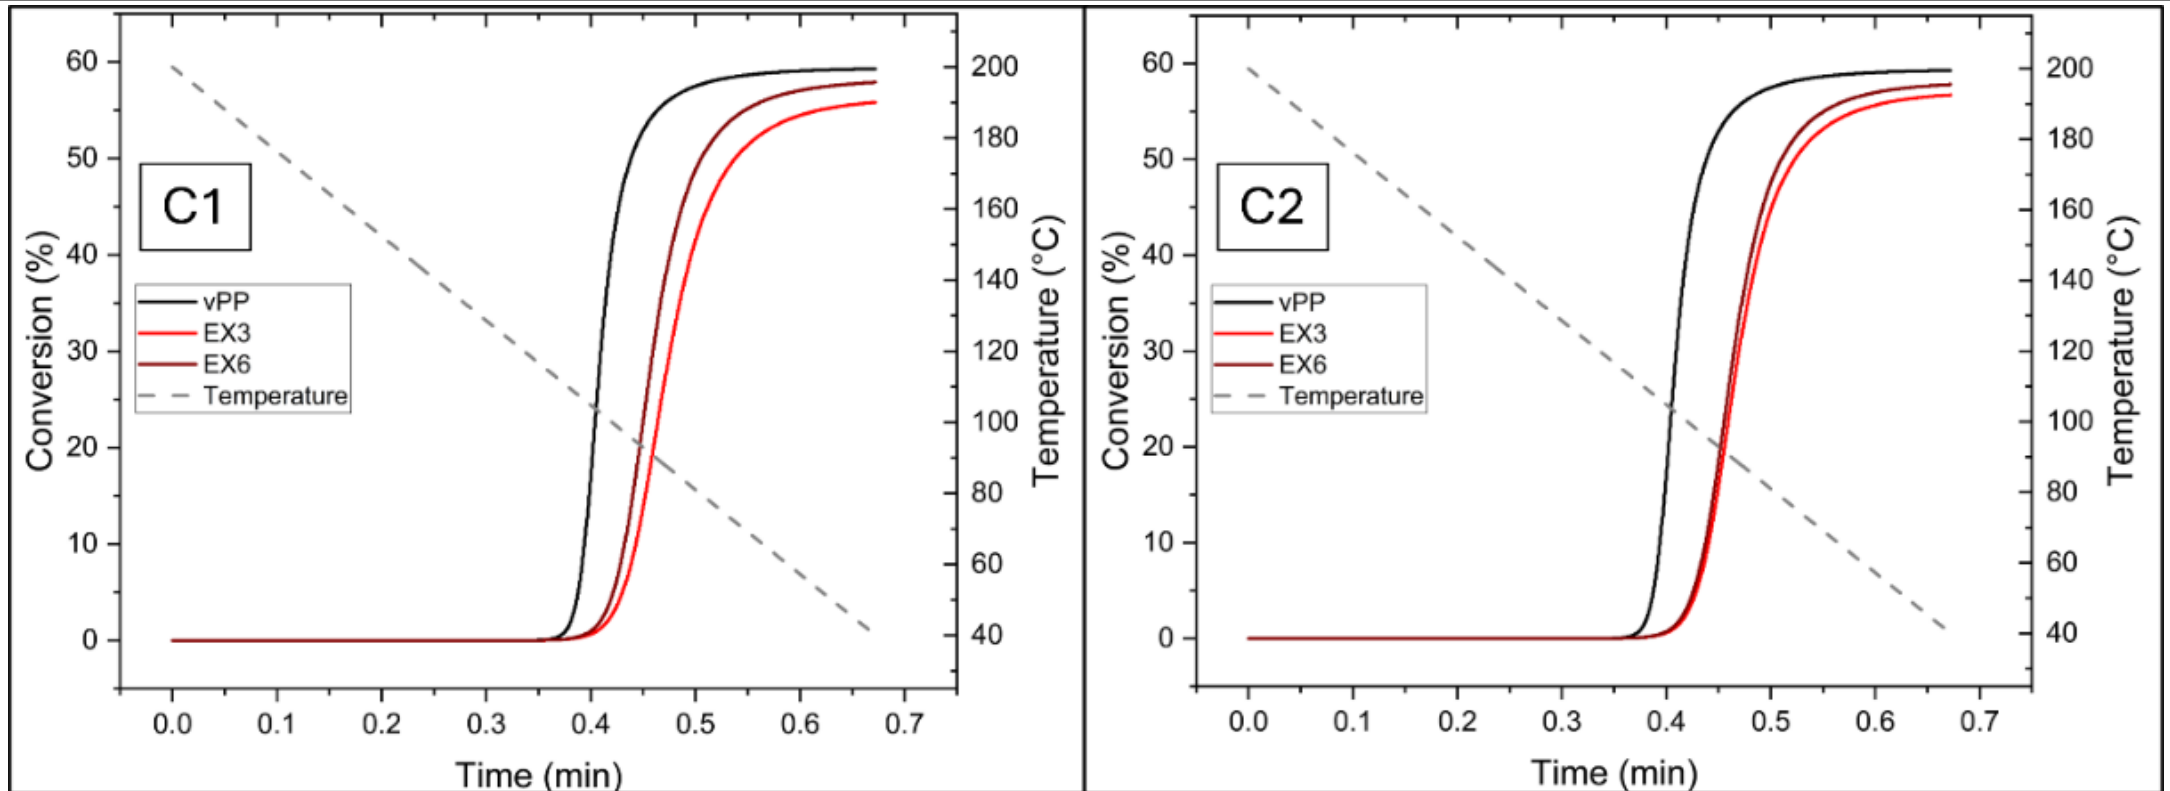 60
50
40
30
20
10
0
Conversion (%)
C1
vPP
EX3
EX6
Temperature
200
180
160
140
120
100
80
60
40
Temperature (°C)
0.0 0.1 0.2 0.3 0.4 0.5 0.6 0.7
Time (min)
60
50
40
30
20
10
0
Conversion (%)
C2
vPP
EX3
EX6
Temperature
200
180
160
140
120
100
80
60
40
Temperature (°C)
0.0 0.1 0.2 0.3 0.4 0.5 0.6 0.7
Time (min)